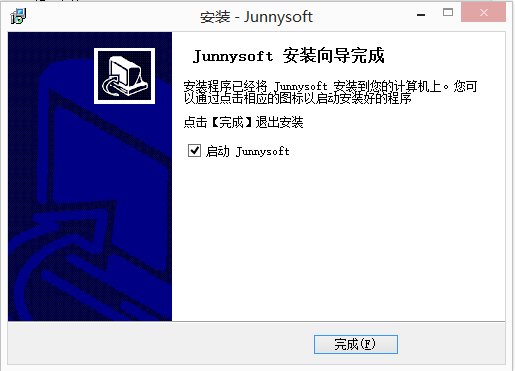 安装 - Junnysoft
Junnysoft 安装向导完成
安装程序已经将 Junnysoft 安装到您的计算机上。您可
以通过点击相应的图标以启动安装好的程序
点击【完成】退出安装
启动 Junnysoft
完成(F)